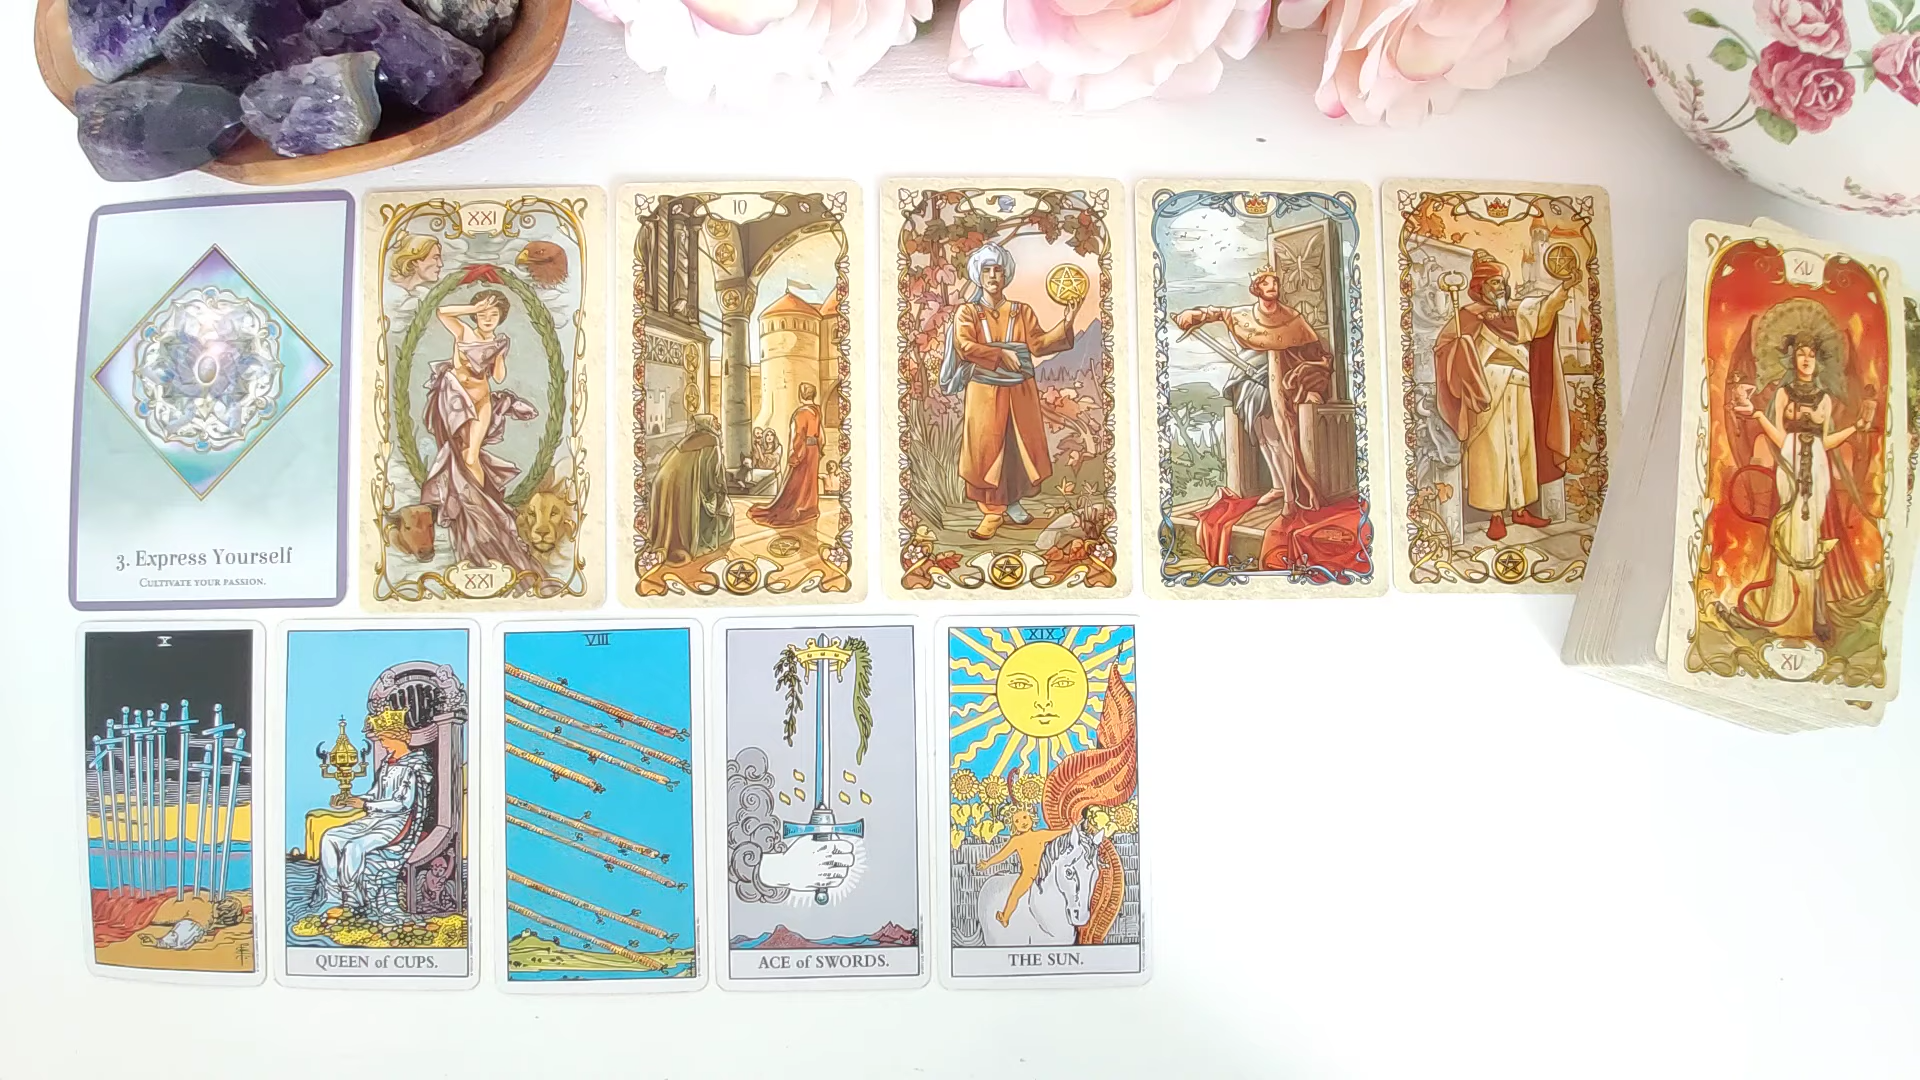 3. Express Yourself
CULTIVATE YOUR PASSION.
XXI
XXI
10
XV
XV
X
QUEEN of CUPS.
VIII
ACE of SWORDS.
XIX
THE SUN.